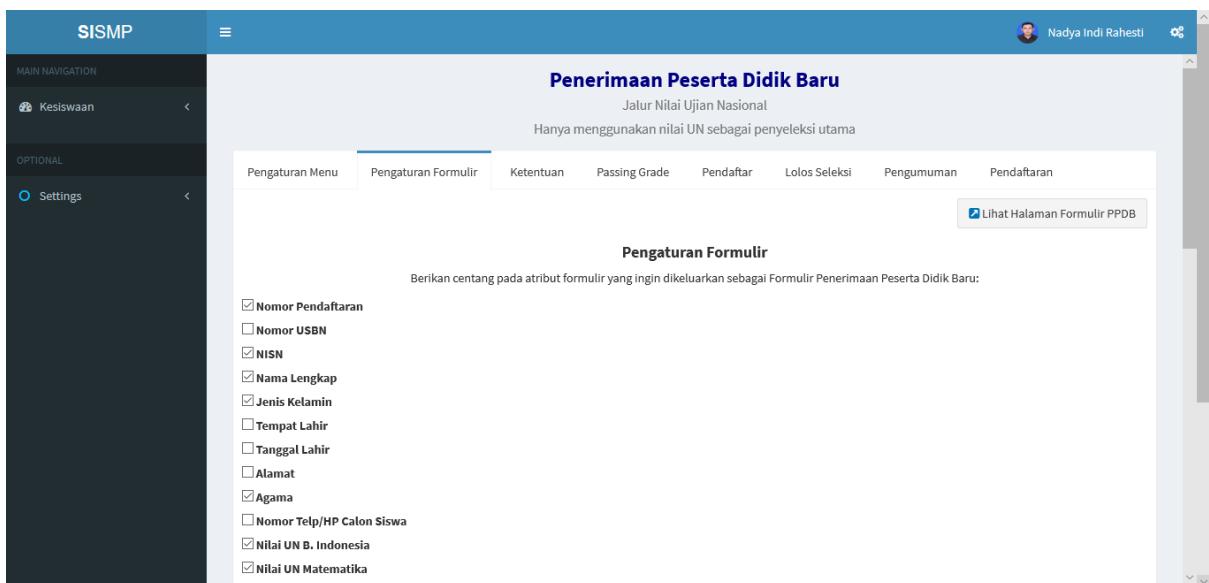 SISMP
Nadya Indi Rahesti
MAIN NAVIGATION
Kesiswaan
OPTIONAL
Settings
Penerimaan Peserta Didik Baru
Jalur Nilai Ujian Nasional
Hanya menggunakan nilai UN sebagai penyeleksi utama
Pengaturan Menu Pengaturan Formulir Ketentuan Passing Grade Pendaftar Lolos Seleksi Pengumuman Pendaftaran
Lihat Halaman Formulir PPDB
Pengaturan Formulir
Berikan centang pada atribut formulir yang ingin dikeluarkan sebagai Formulir Penerimaan Peserta Didik Baru:
Nomor Pendaftaran
Nomor USBN
NISN
Nama Lengkap
Jenis Kelamin
Tempat Lahir
Tanggal Lahir
Alamat
Agama
Nomor Telp/HP Calon Siswa
Nilai UN B. Indonesia
Nilai UN Matematika